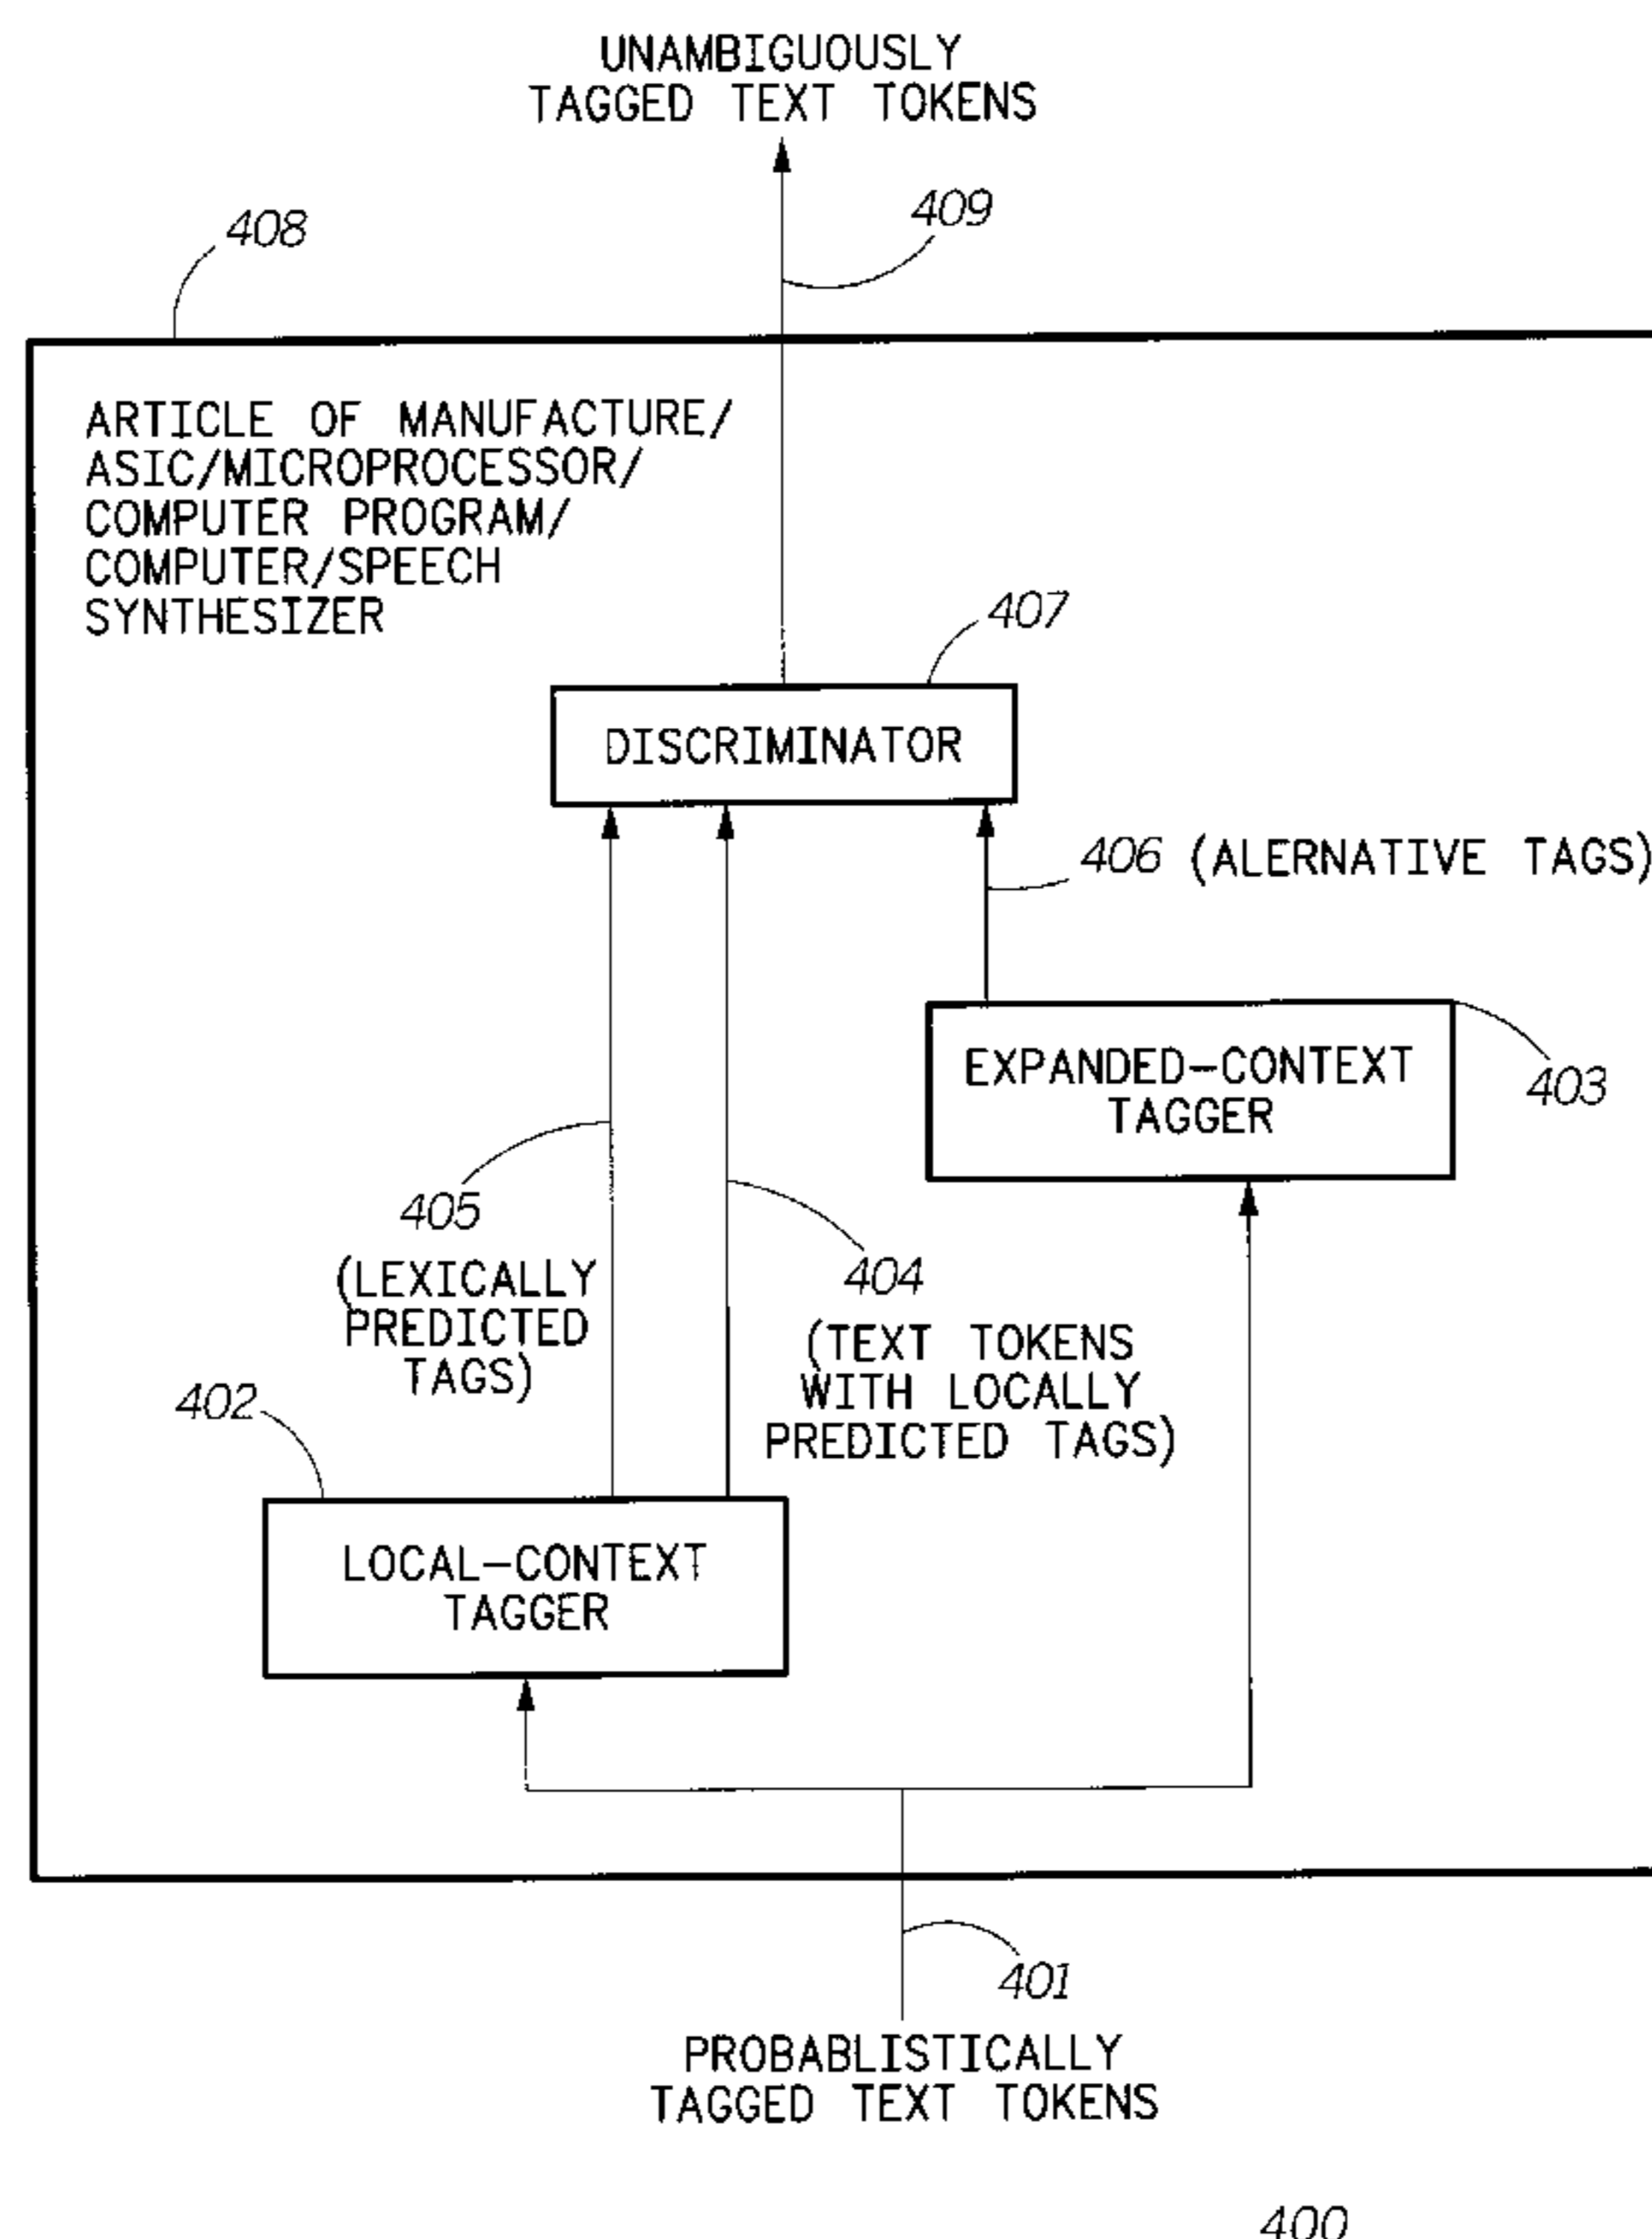 UNAMBIGUOUSLY
TAGGED TEXT TOKENS
409
408
ARTICLE OF MANUFACTURE/
ASIC/MICROPROCESSOR/
COMPUTER PROGRAM/
COMPUTER/SPEECH
SYNTHESIZER
407
DISCRIMINATOR
406 (ALERNATIVE TAGS)
EXPANDED-CONTEXT
TAGGER
403
405
(LEXICALLY
PREDICTED
TAGS)
404
(TEXT TOKENS
WITH LOCALLY
PREDICTED TAGS)
402
LOCAL-CONTEXT
TAGGER
401
PROBABLISTICALLY
TAGGED TEXT TOKENS
400